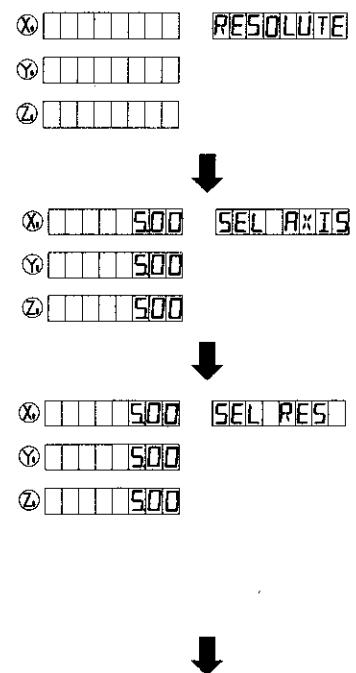 X RESOLUTE
Y
Z
X 5.00 SEL AXIS
Y 5.00
Z 5.00
X 5.00 SEL RES
Y 5.00
Z 5.00